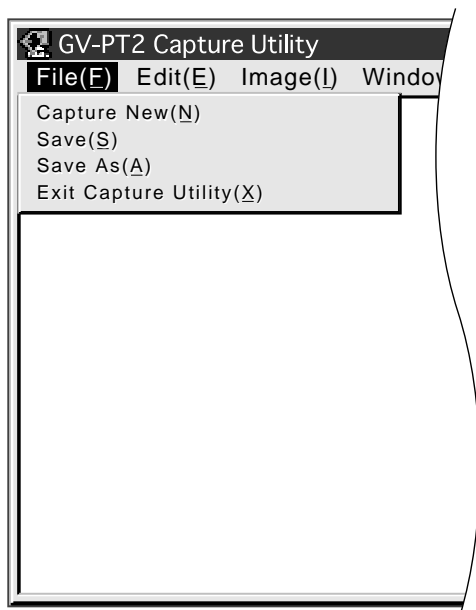 GV-PT2 Capture Utility
File(F) Edit(E) Image(I)
Capture New(N)
Save(S)
Save As(A)
Exit Capture Utility(X)